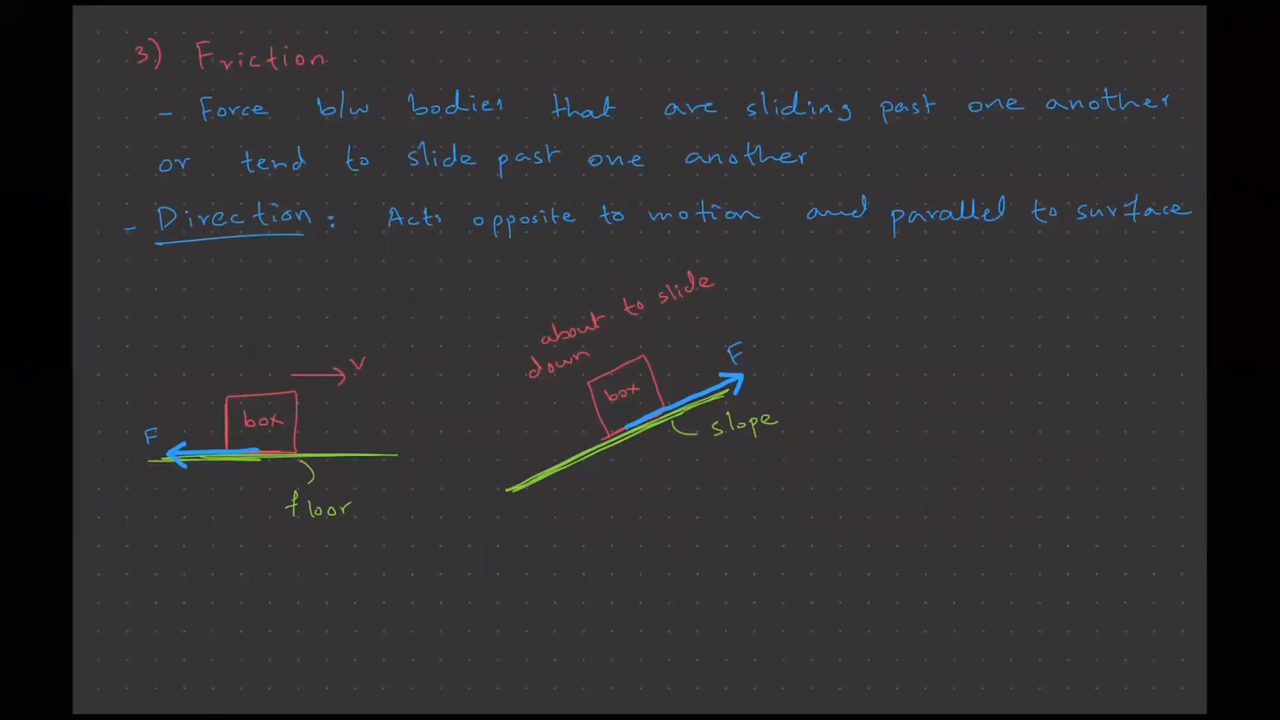 3) Friction
- Force b/w bodies that are sliding past one another
or tend to slide past one another
- Direction: Acts opposite to motion and parallel to surface
about to slide
down
F
V
box
box
F
slope
floor